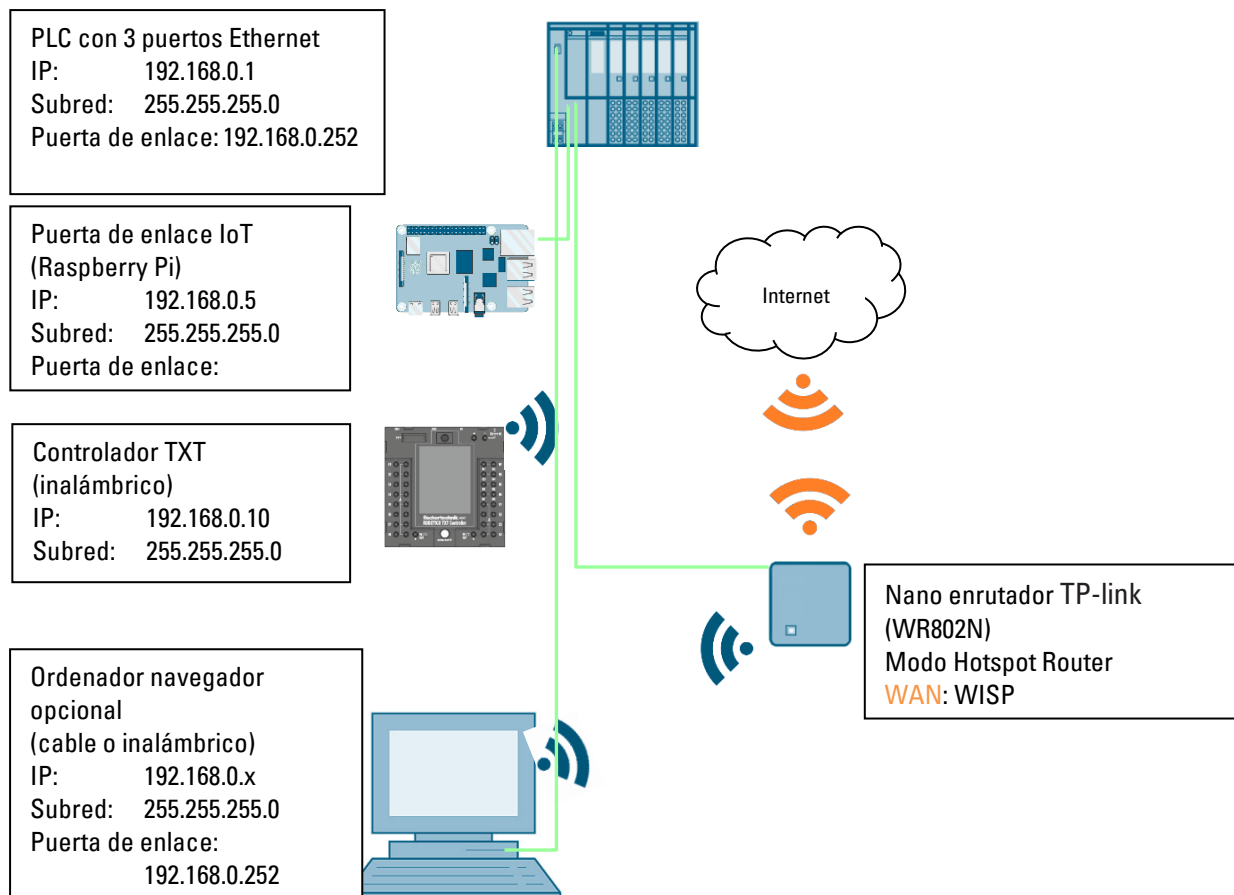 PLC con 3 puertos Ethernet
IP: 192.168.0.1
Subred: 255.255.255.0
Puerta de enlace: 192.168.0.252
Puerta de enlace IoT
(Raspberry Pi)
IP: 192.168.0.5
Subred: 255.255.255.0
Puerta de enlace:
Internet
Controlador TXT
(inalámbrico)
IP: 192.168.0.10
Subred: 255.255.255.0
fischertechnik
ROBOTICS TXT Controller
Nano enrutador TP-link
(WR802N)
Modo Hotspot Router
WAN: WISP
Ordenador navegador
opcional
(cable o inalámbrico)
IP: 192.168.0.x
Subred: 255.255.255.0
Puerta de enlace:
192.168.0.252